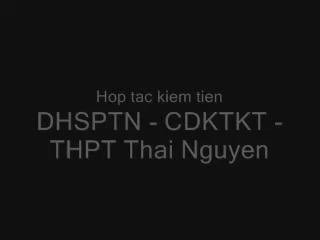 Hop tac kiem tien
DHSPTN - CDKTKT -
THPT Thai Nguyen